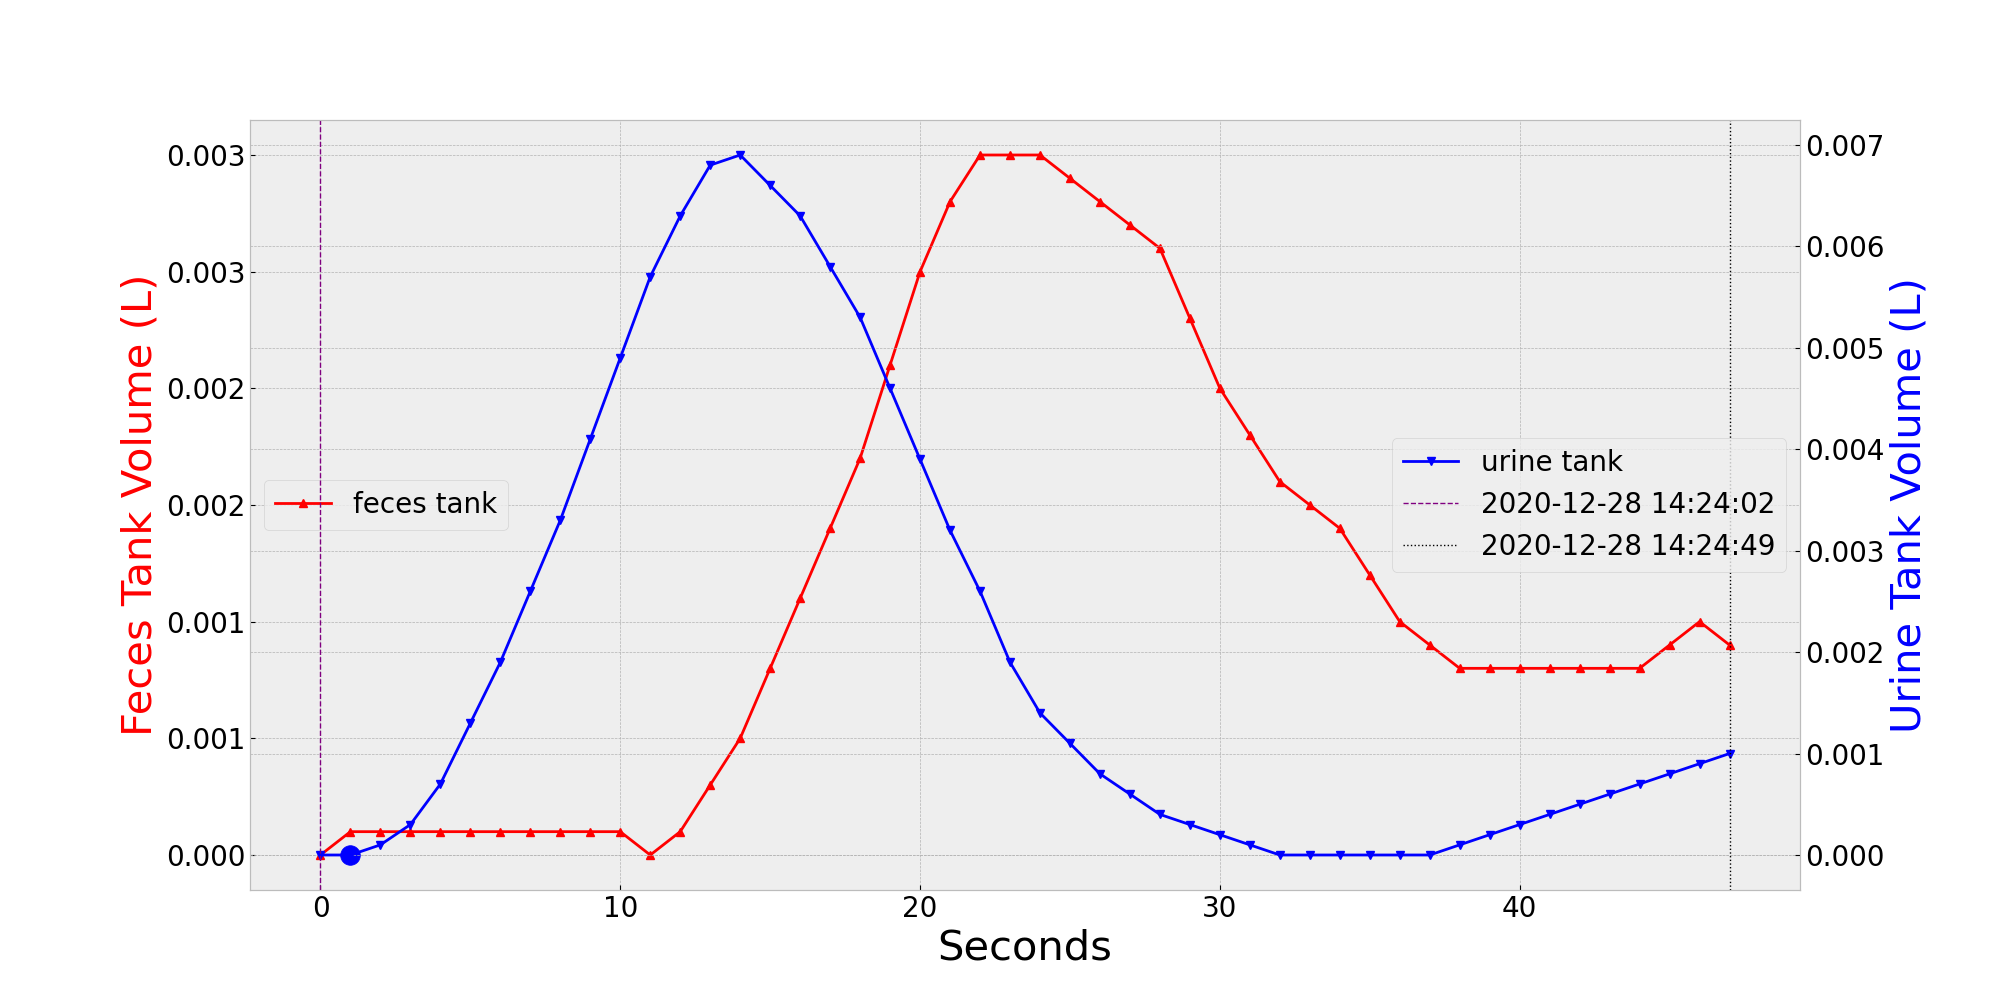 0.003
0.003
0.002
0.002
0.001
0.001
0.000
Feces Tank Volume (L)
feces tank
0.007
0.006
0.005
0.004
0.003
0.002
0.001
0.000
Urine Tank Volume (L)
urine tank
2020-12-28 14:24:02
2020-12-28 14:24:49
0 10 20 30 40
Seconds